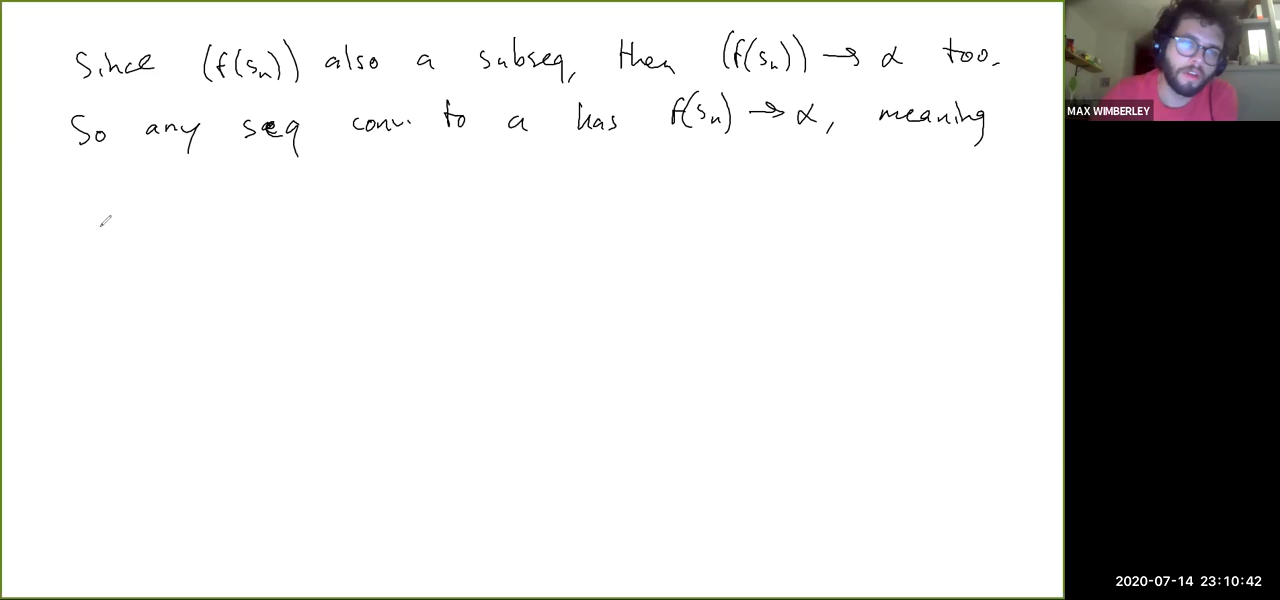 Since (f(sₙ)) also a subseq, then (f(sₙ)) → α too.
So any seq conv. to a has f(sₙ) → α, meaning
MAX WIMBERLEY
2020-07-14 23:10:42